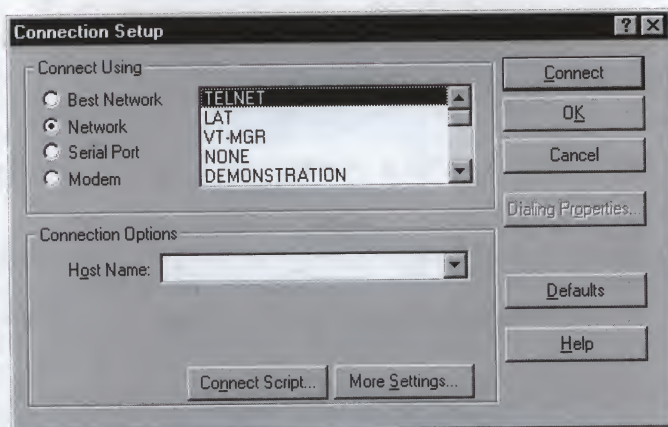 Connection Setup
Connect Using
Best Network
Network
Serial Port
Modem
TELNET
LAT
VT-MGR
NONE
DEMONSTRATION
Connection Options
Host Name:
Connect Script...
More Settings...
Connect
OK
Cancel
Dialing Properties...
Defaults
Help